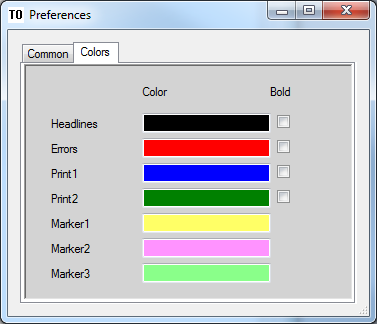 TO Preferences
Common Colors
Color Bold
Headlines
Errors
Print1
Print2
Marker1
Marker2
Marker3